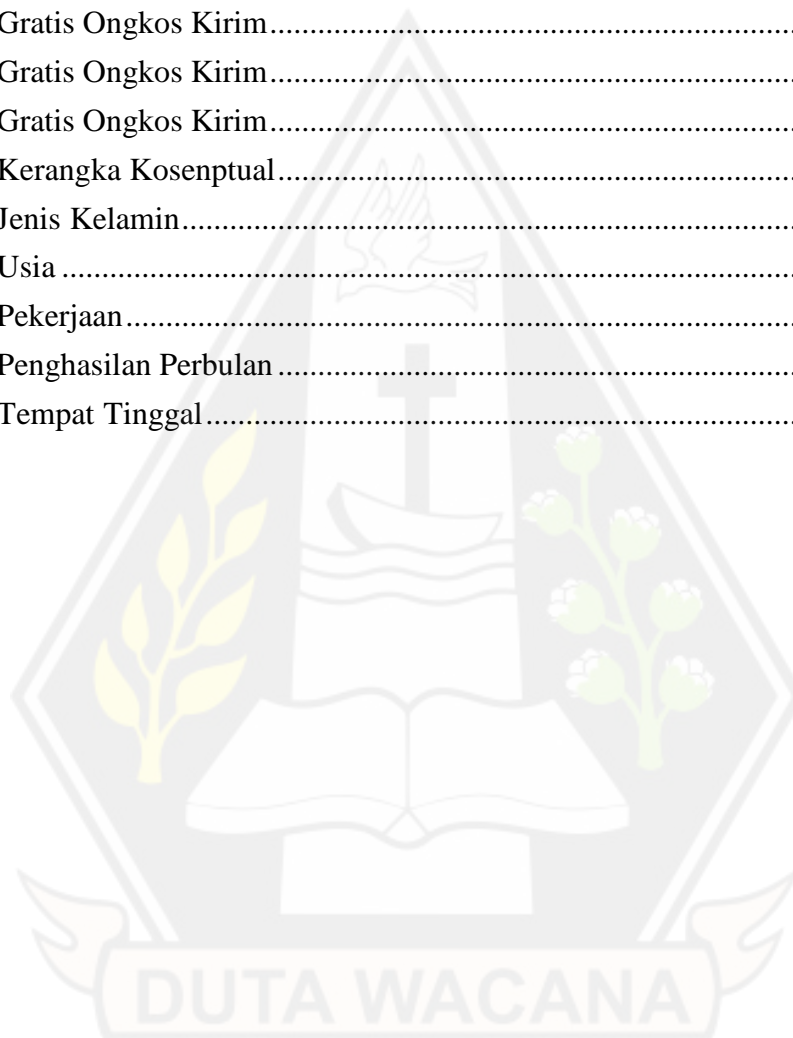 Gratis Ongkos Kirim........................................................................
Gratis Ongkos Kirim........................................................................
Gratis Ongkos Kirim........................................................................
Kerangka Kosenptual.......................................................................
Jenis Kelamin...................................................................................
Usia ..................................................................................................
Pekerjaan..........................................................................................
Penghasilan Perbulan .......................................................................
Tempat Tinggal................................................................................
DUTA WACANA